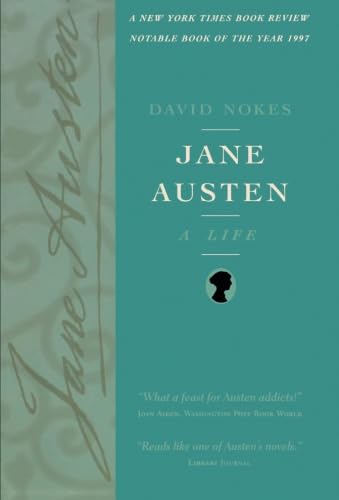 A NEW YORK TIMES BOOK REVIEW
NOTABLE BOOK OF THE YEAR 1997
DAVID NOKES
JANE
AUSTEN
A LIFE
Jane Austen
"What a feast for Austen addicts!"
JOAN AIKEN, WASHINGTON POST BOOK WORLD
"Reads like one of Austen's novels."
LIBRARY JOURNAL